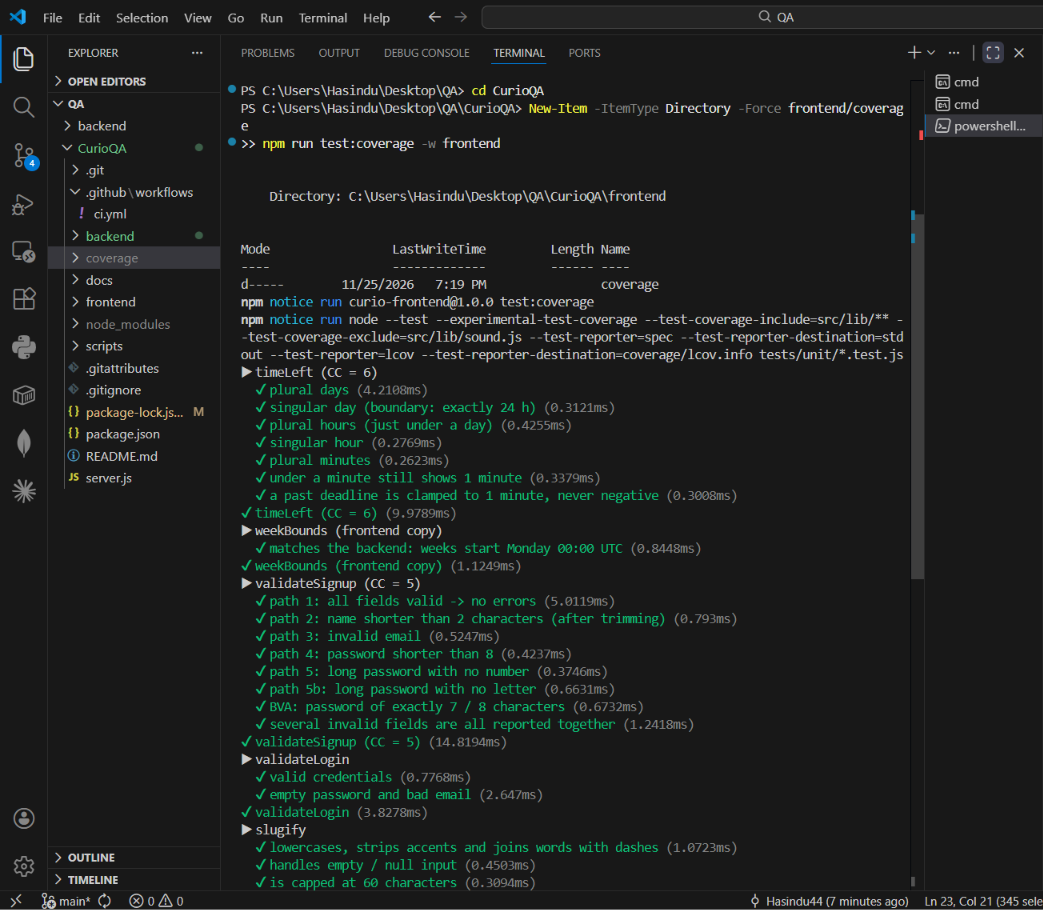 File Edit Selection View Go Run Terminal Help ← → QA
EXPLORER ...
OPEN EDITORS
QA
backend
CurioQA
.git
.github\workflows
! ci.yml
backend
coverage
docs
frontend
node_modules
scripts
.gitattributes
.gitignore
{} package-lock.js... M
{} package.json
README.md
JS server.js
OUTLINE
TIMELINE
4
PROBLEMS OUTPUT DEBUG CONSOLE TERMINAL PORTS
cmd
cmd
powershell...
PS C:\Users\Hasindu\Desktop\QA> cd CurioQA
PS C:\Users\Hasindu\Desktop\QA\CurioQA> New-Item -ItemType Directory -Force frontend/coverag
e
>> npm run test:coverage -w frontend
Directory: C:\Users\Hasindu\Desktop\QA\CurioQA\frontend
Mode LastWriteTime Length Name
---- ------------- ------ ----
d----- 11/25/2026 7:19 PM coverage
npm notice run curio-frontend@1.0.0 test:coverage
npm notice run node --test --experimental-test-coverage --test-coverage-include=src/lib/** -
-test-coverage-exclude=src/lib/sound.js --test-reporter=spec --test-reporter-destination=std
out --test-reporter=lcov --test-reporter-destination=coverage/lcov.info tests/unit/*.test.js
▶ timeLeft (CC = 6)
✓ plural days (4.2108ms)
✓ singular day (boundary: exactly 24 h) (0.3121ms)
✓ plural hours (just under a day) (0.4255ms)
✓ singular hour (0.2769ms)
✓ plural minutes (0.2623ms)
✓ under a minute still shows 1 minute (0.3379ms)
✓ a past deadline is clamped to 1 minute, never negative (0.3008ms)
✓ timeLeft (CC = 6) (9.9789ms)
▶ weekBounds (frontend copy)
✓ matches the backend: weeks start Monday 00:00 UTC (0.8448ms)
✓ weekBounds (frontend copy) (1.1249ms)
▶ validateSignup (CC = 5)
✓ path 1: all fields valid -> no errors (5.0119ms)
✓ path 2: name shorter than 2 characters (after trimming) (0.793ms)
✓ path 3: invalid email (0.5247ms)
✓ path 4: password shorter than 8 (0.4237ms)
✓ path 5: long password with no number (0.3746ms)
✓ path 5b: long password with no letter (0.6631ms)
✓ BVA: password of exactly 7 / 8 characters (0.6732ms)
✓ several invalid fields are all reported together (1.2418ms)
✓ validateSignup (CC = 5) (14.8194ms)
▶ validateLogin
✓ valid credentials (0.7768ms)
✓ empty password and bad email (2.647ms)
✓ validateLogin (3.8278ms)
▶ slugify
✓ lowercases, strips accents and joins words with dashes (1.0723ms)
✓ handles empty / null input (0.4503ms)
✓ is capped at 60 characters (0.3094ms)
main* 0 0 Hasindu44 (7 minutes ago) Ln 23, Col 21 (345 sele